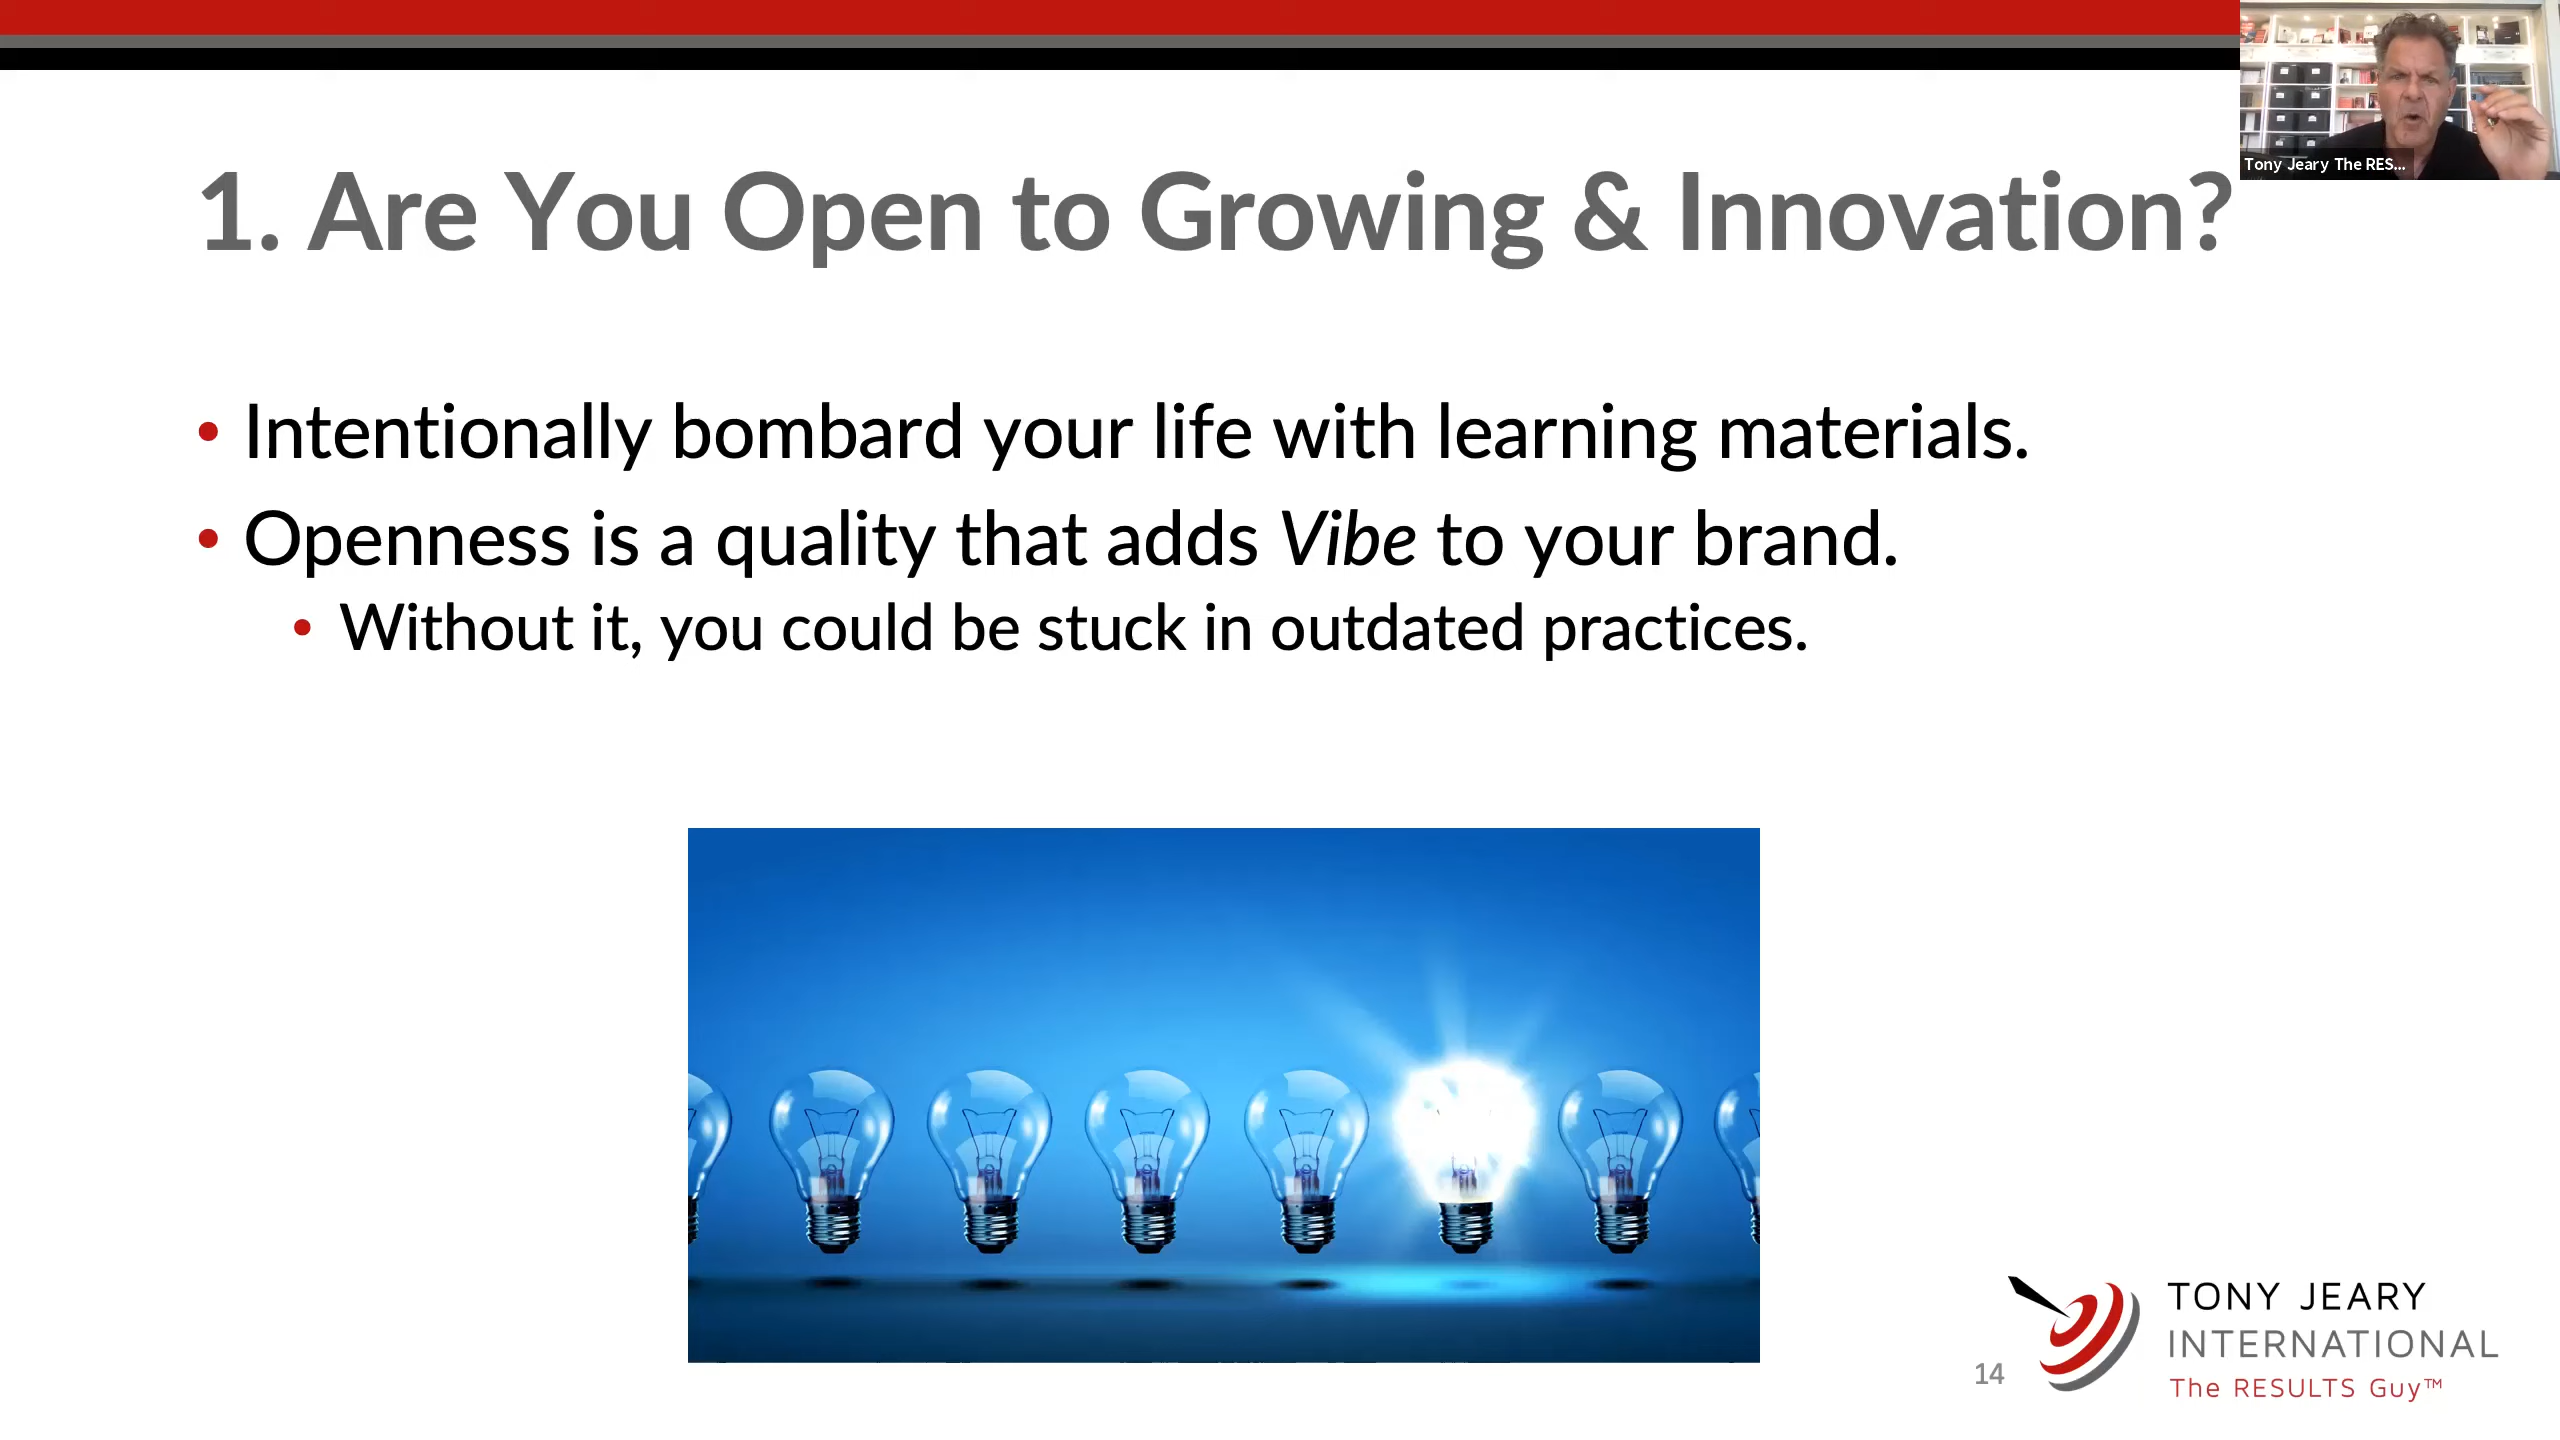 Tony Jeary The RES...
1. Are You Open to Growing & Innovation?
• Intentionally bombard your life with learning materials.
• Openness is a quality that adds Vibe to your brand.
• Without it, you could be stuck in outdated practices.
14
TONY JEARY
INTERNATIONAL
The RESULTS Guy™